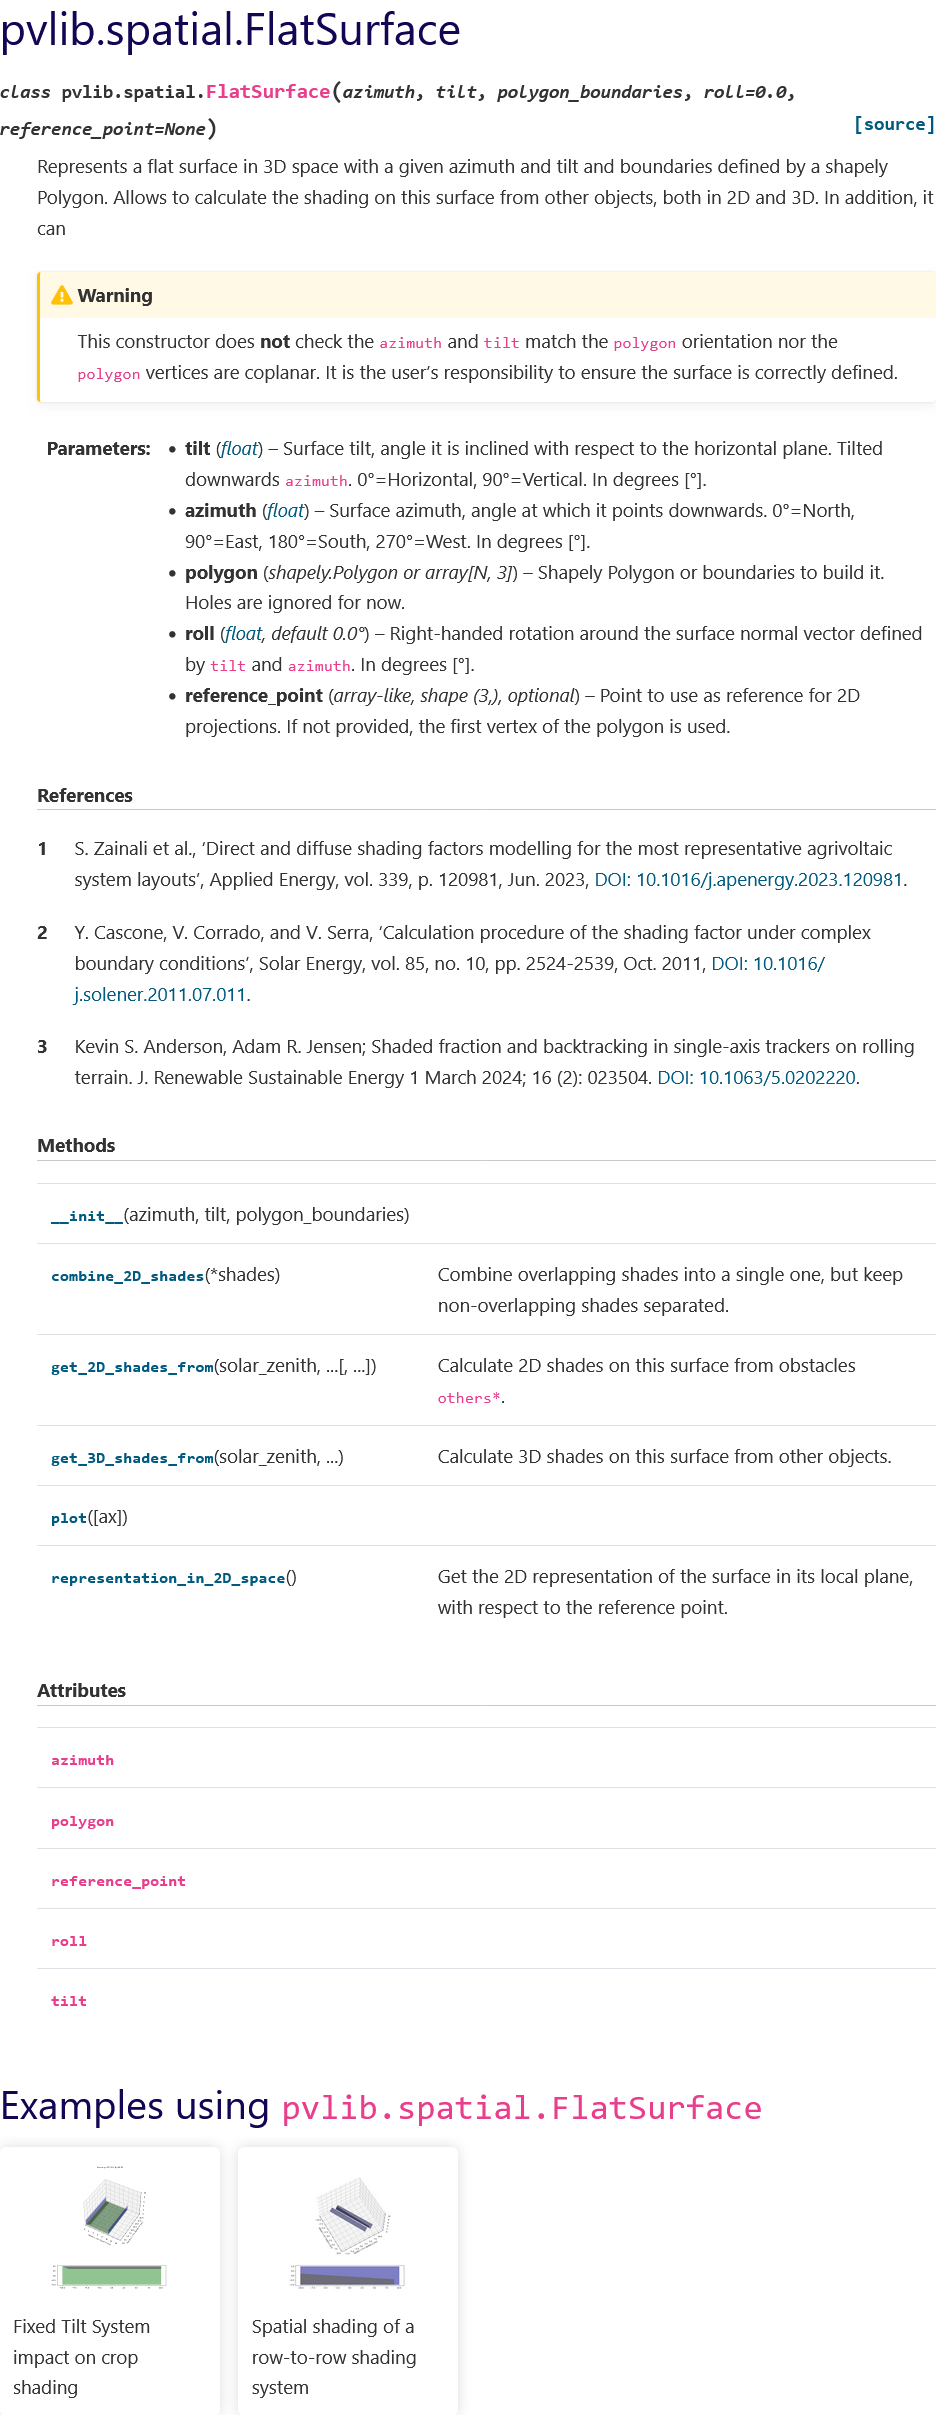 pvlib.spatial.FlatSurface
class pvlib.spatial.FlatSurface(azimuth, tilt, polygon_boundaries, roll=0.0,
reference_point=None) [source]
Represents a flat surface in 3D space with a given azimuth and tilt and boundaries defined by a shapely
Polygon. Allows to calculate the shading on this surface from other objects, both in 2D and 3D. In addition, it
can
Warning
This constructor does not check the azimuth and tilt match the polygon orientation nor the
polygon vertices are coplanar. It is the user’s responsibility to ensure the surface is correctly defined.
Parameters: • tilt (float) – Surface tilt, angle it is inclined with respect to the horizontal plane. Tilted
downwards azimuth. 0°=Horizontal, 90°=Vertical. In degrees [°].
• azimuth (float) – Surface azimuth, angle at which it points downwards. 0°=North,
90°=East, 180°=South, 270°=West. In degrees [°].
• polygon (shapely.Polygon or array[N, 3]) – Shapely Polygon or boundaries to build it.
Holes are ignored for now.
• roll (float, default 0.0°) – Right-handed rotation around the surface normal vector defined
by tilt and azimuth. In degrees [°].
• reference_point (array-like, shape (3,), optional) – Point to use as reference for 2D
projections. If not provided, the first vertex of the polygon is used.
References
1 S. Zainali et al., ‘Direct and diffuse shading factors modelling for the most representative agrivoltaic
system layouts’, Applied Energy, vol. 339, p. 120981, Jun. 2023, DOI: 10.1016/j.apenergy.2023.120981.
2 Y. Cascone, V. Corrado, and V. Serra, ‘Calculation procedure of the shading factor under complex
boundary conditions’, Solar Energy, vol. 85, no. 10, pp. 2524-2539, Oct. 2011, DOI: 10.1016/
j.solener.2011.07.011.
3 Kevin S. Anderson, Adam R. Jensen; Shaded fraction and backtracking in single-axis trackers on rolling
terrain. J. Renewable Sustainable Energy 1 March 2024; 16 (2): 023504. DOI: 10.1063/5.0202220.
Methods
__init__(azimuth, tilt, polygon_boundaries)
combine_2D_shades(*shades) Combine overlapping shades into a single one, but keep
non-overlapping shades separated.
get_2D_shades_from(solar_zenith, ...[, ...]) Calculate 2D shades on this surface from obstacles
others*.
get_3D_shades_from(solar_zenith, ...) Calculate 3D shades on this surface from other objects.
plot([ax])
representation_in_2D_space() Get the 2D representation of the surface in its local plane,
with respect to the reference point.
Attributes
azimuth
polygon
reference_point
roll
tilt
Examples using pvlib.spatial.FlatSurface
Fixed Tilt System
impact on crop
shading
Spatial shading of a
row-to-row shading
system